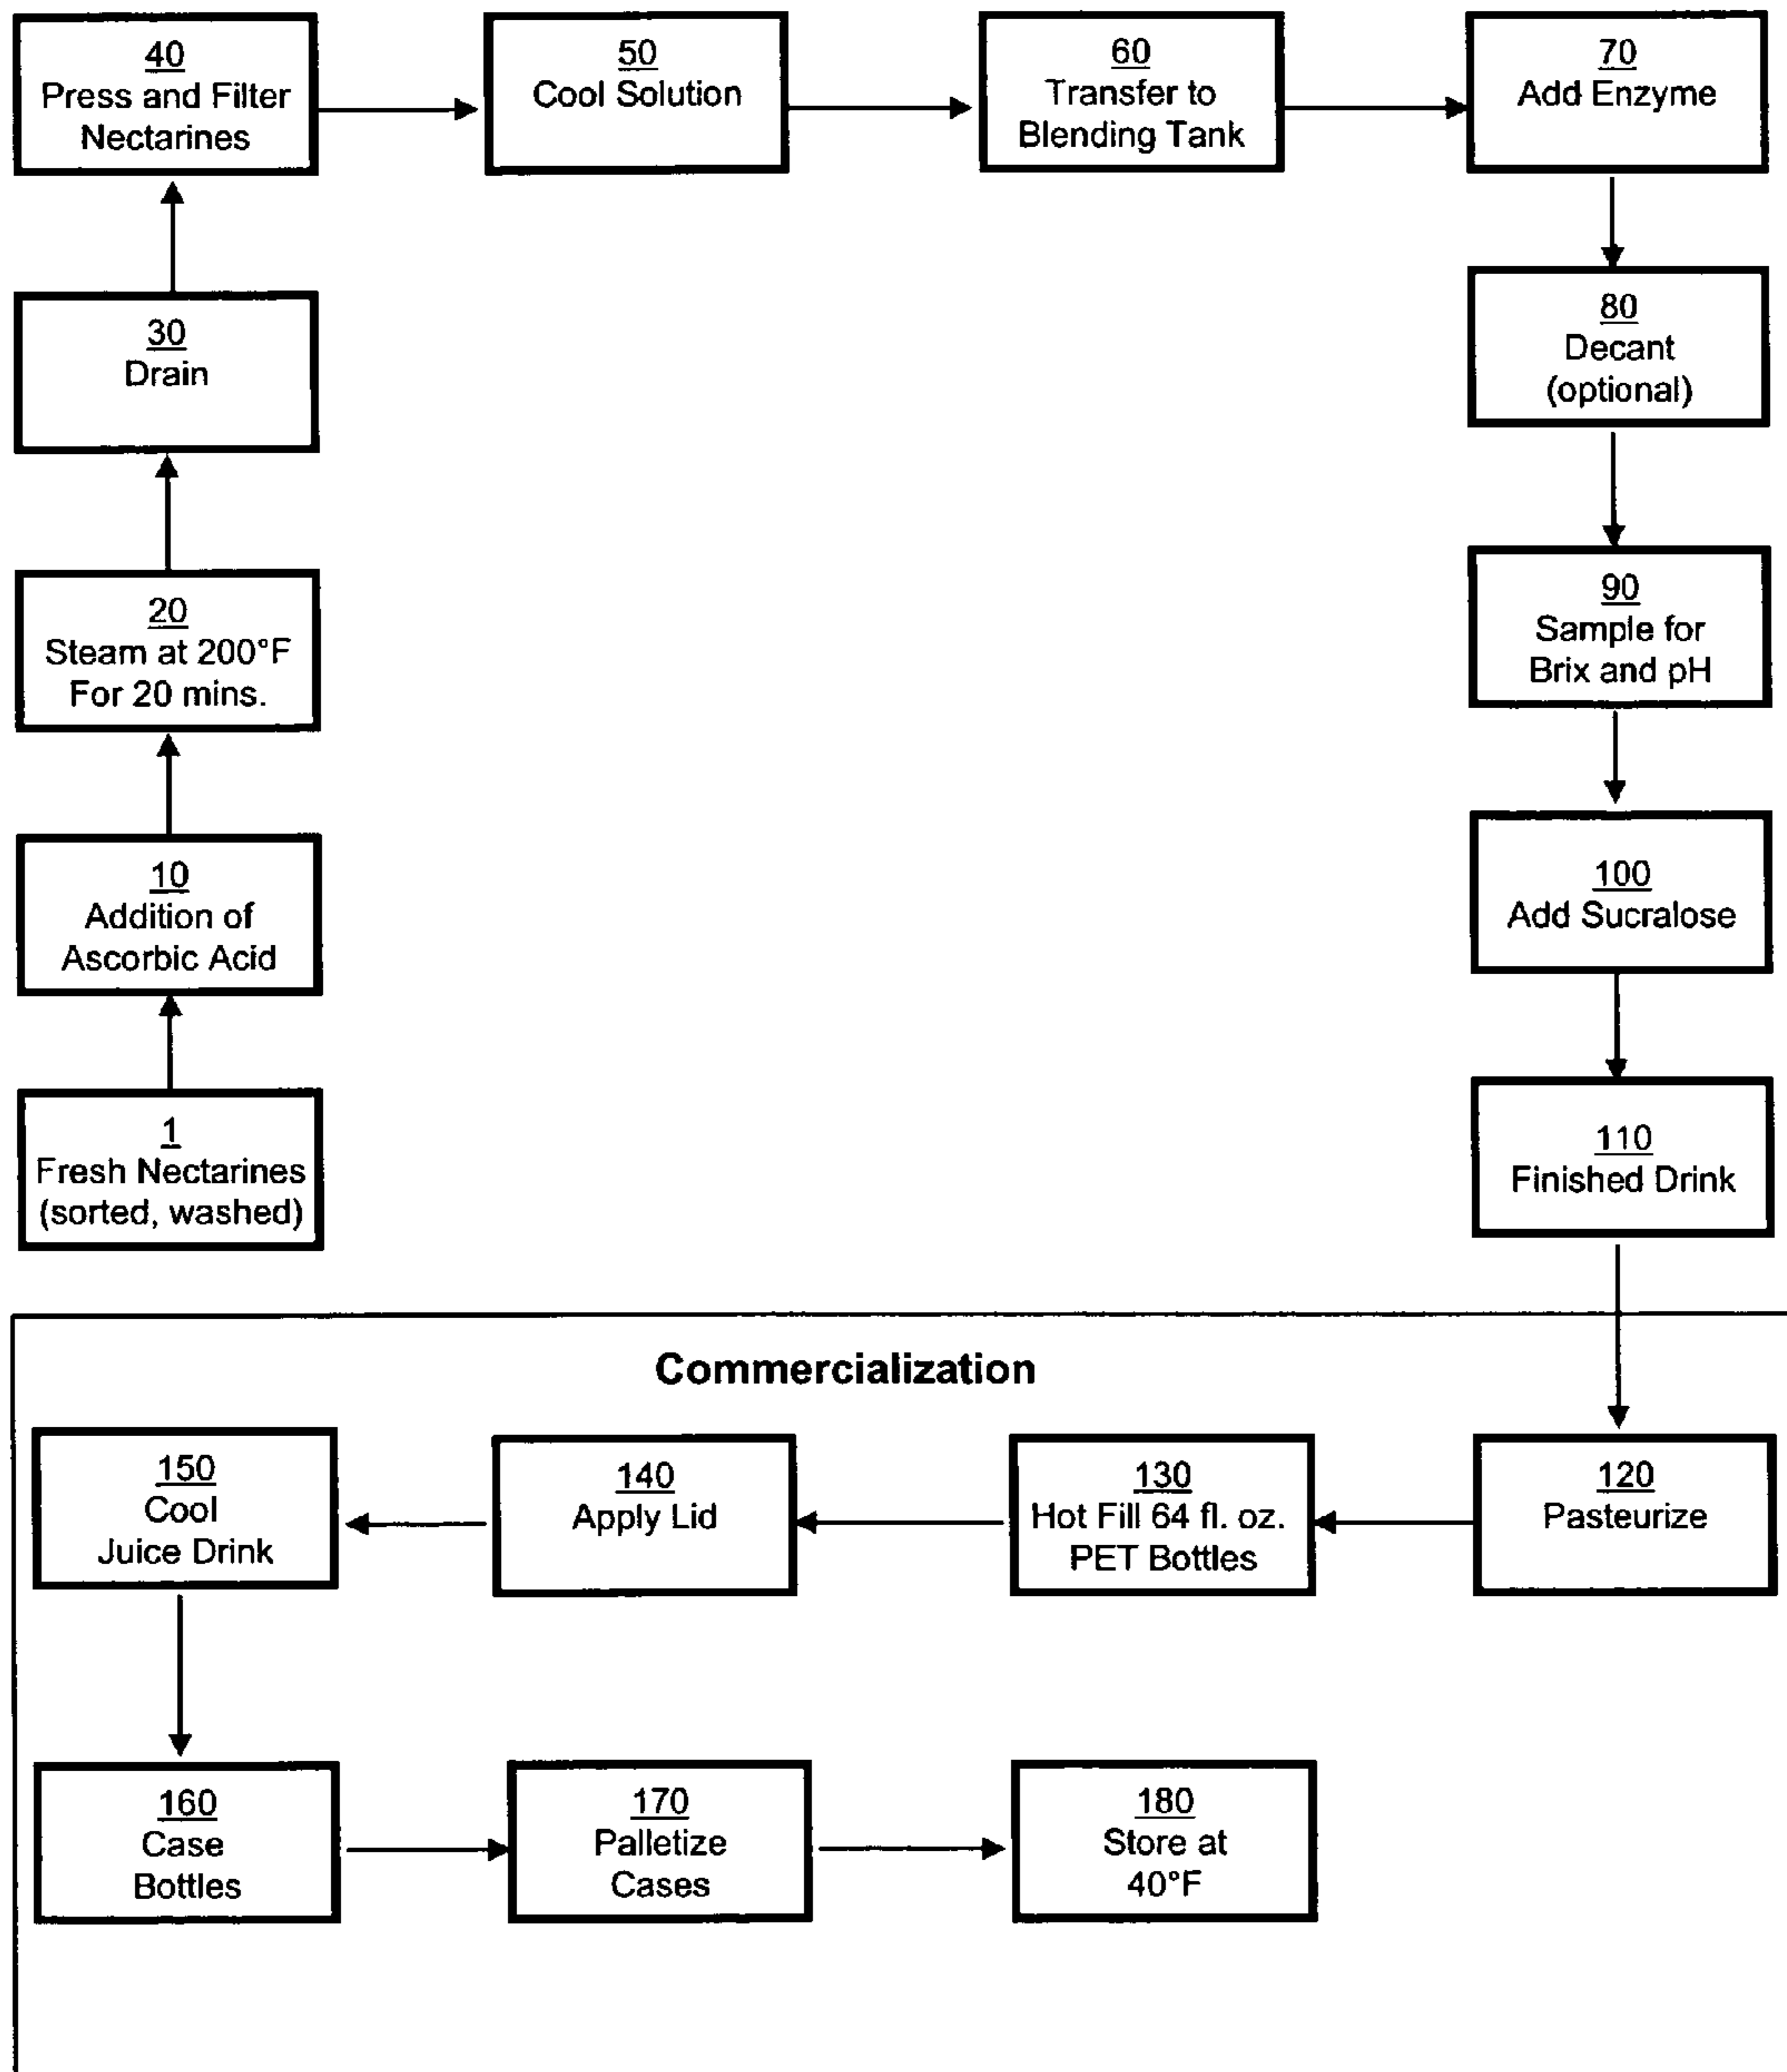 40
Press and Filter
Nectarines
50
Cool Solution
60
Transfer to
Blending Tank
70
Add Enzyme
30
Drain
80
Decant
(optional)
20
Steam at 200°F
For 20 mins.
90
Sample for
Brix and pH
10
Addition of
Ascorbic Acid
100
Add Sucralose
1
Fresh Nectarines
(sorted, washed)
110
Finished Drink
Commercialization
150
Cool
Juice Drink
140
Apply Lid
130
Hot Fill 64 fl. oz.
PET Bottles
120
Pasteurize
160
Case
Bottles
170
Palletize
Cases
180
Store at
40°F